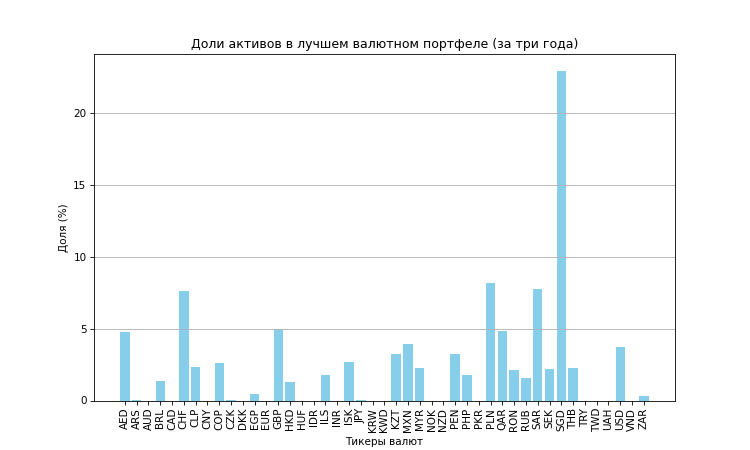 Доли активов в лучшем валютном портфеле (за три года)
Доля (%)
20
15
10
5
0
AED ARS AUD BRL CAD CHF CLP CNY COP CZK DKK EGP EUR GBP HKD HUF IDR ILS INR ISK JPY KRW KWD KZT MXN MYR NOK NZD PEN PHP PKR PLN QAR RON RUB SAR SEK SGD THB TRY TWD UAH USD VND ZAR
Тикеры валют